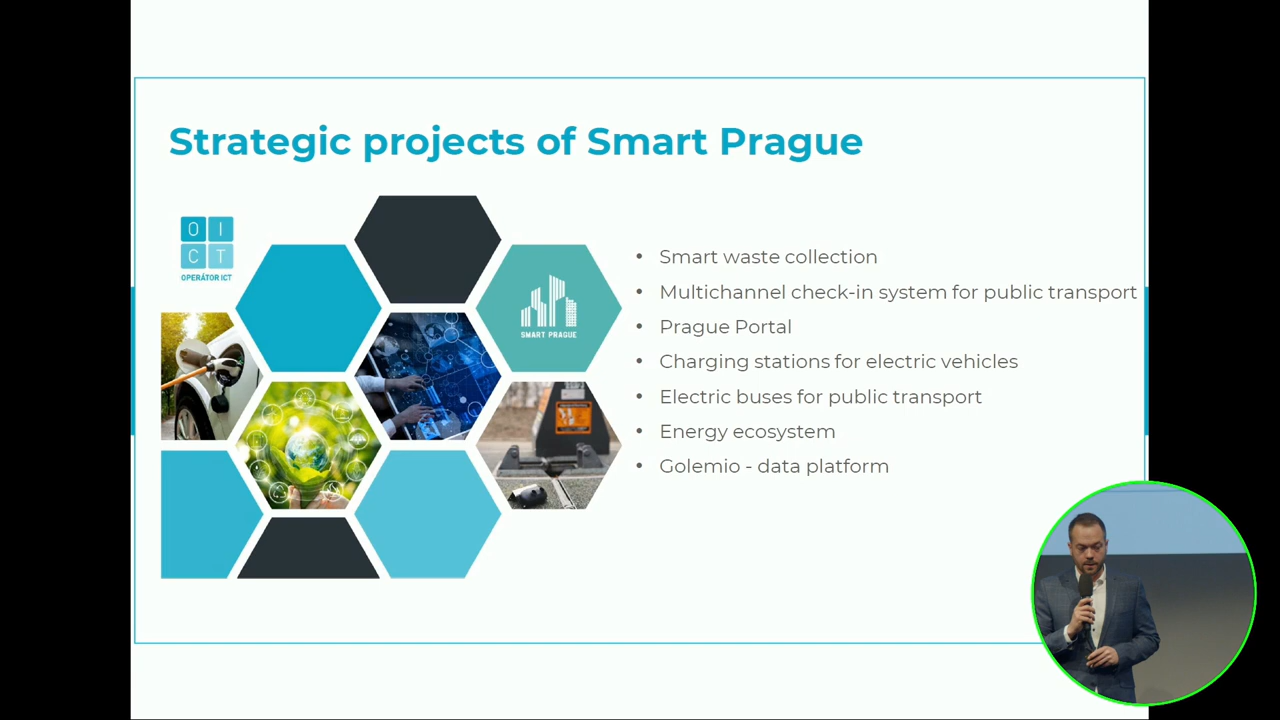 Strategic projects of Smart Prague
O I
C T
OPERÁTOR ICT
SMART PRAGUE
• Smart waste collection
• Multichannel check-in system for public transport
• Prague Portal
• Charging stations for electric vehicles
• Electric buses for public transport
• Energy ecosystem
• Golemio - data platform